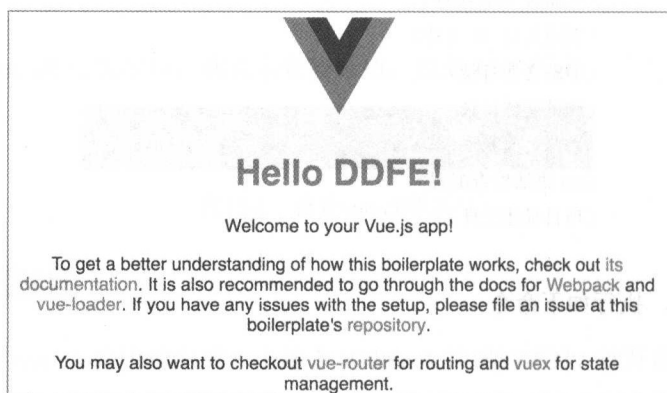 Hello DDFE!
Welcome to your Vue.js app!
To get a better understanding of how this boilerplate works, check out its
documentation. It is also recommended to go through the docs for Webpack and
vue-loader. If you have any issues with the setup, please file an issue at this
boilerplate's repository.
You may also want to checkout vue-router for routing and vuex for state
management.